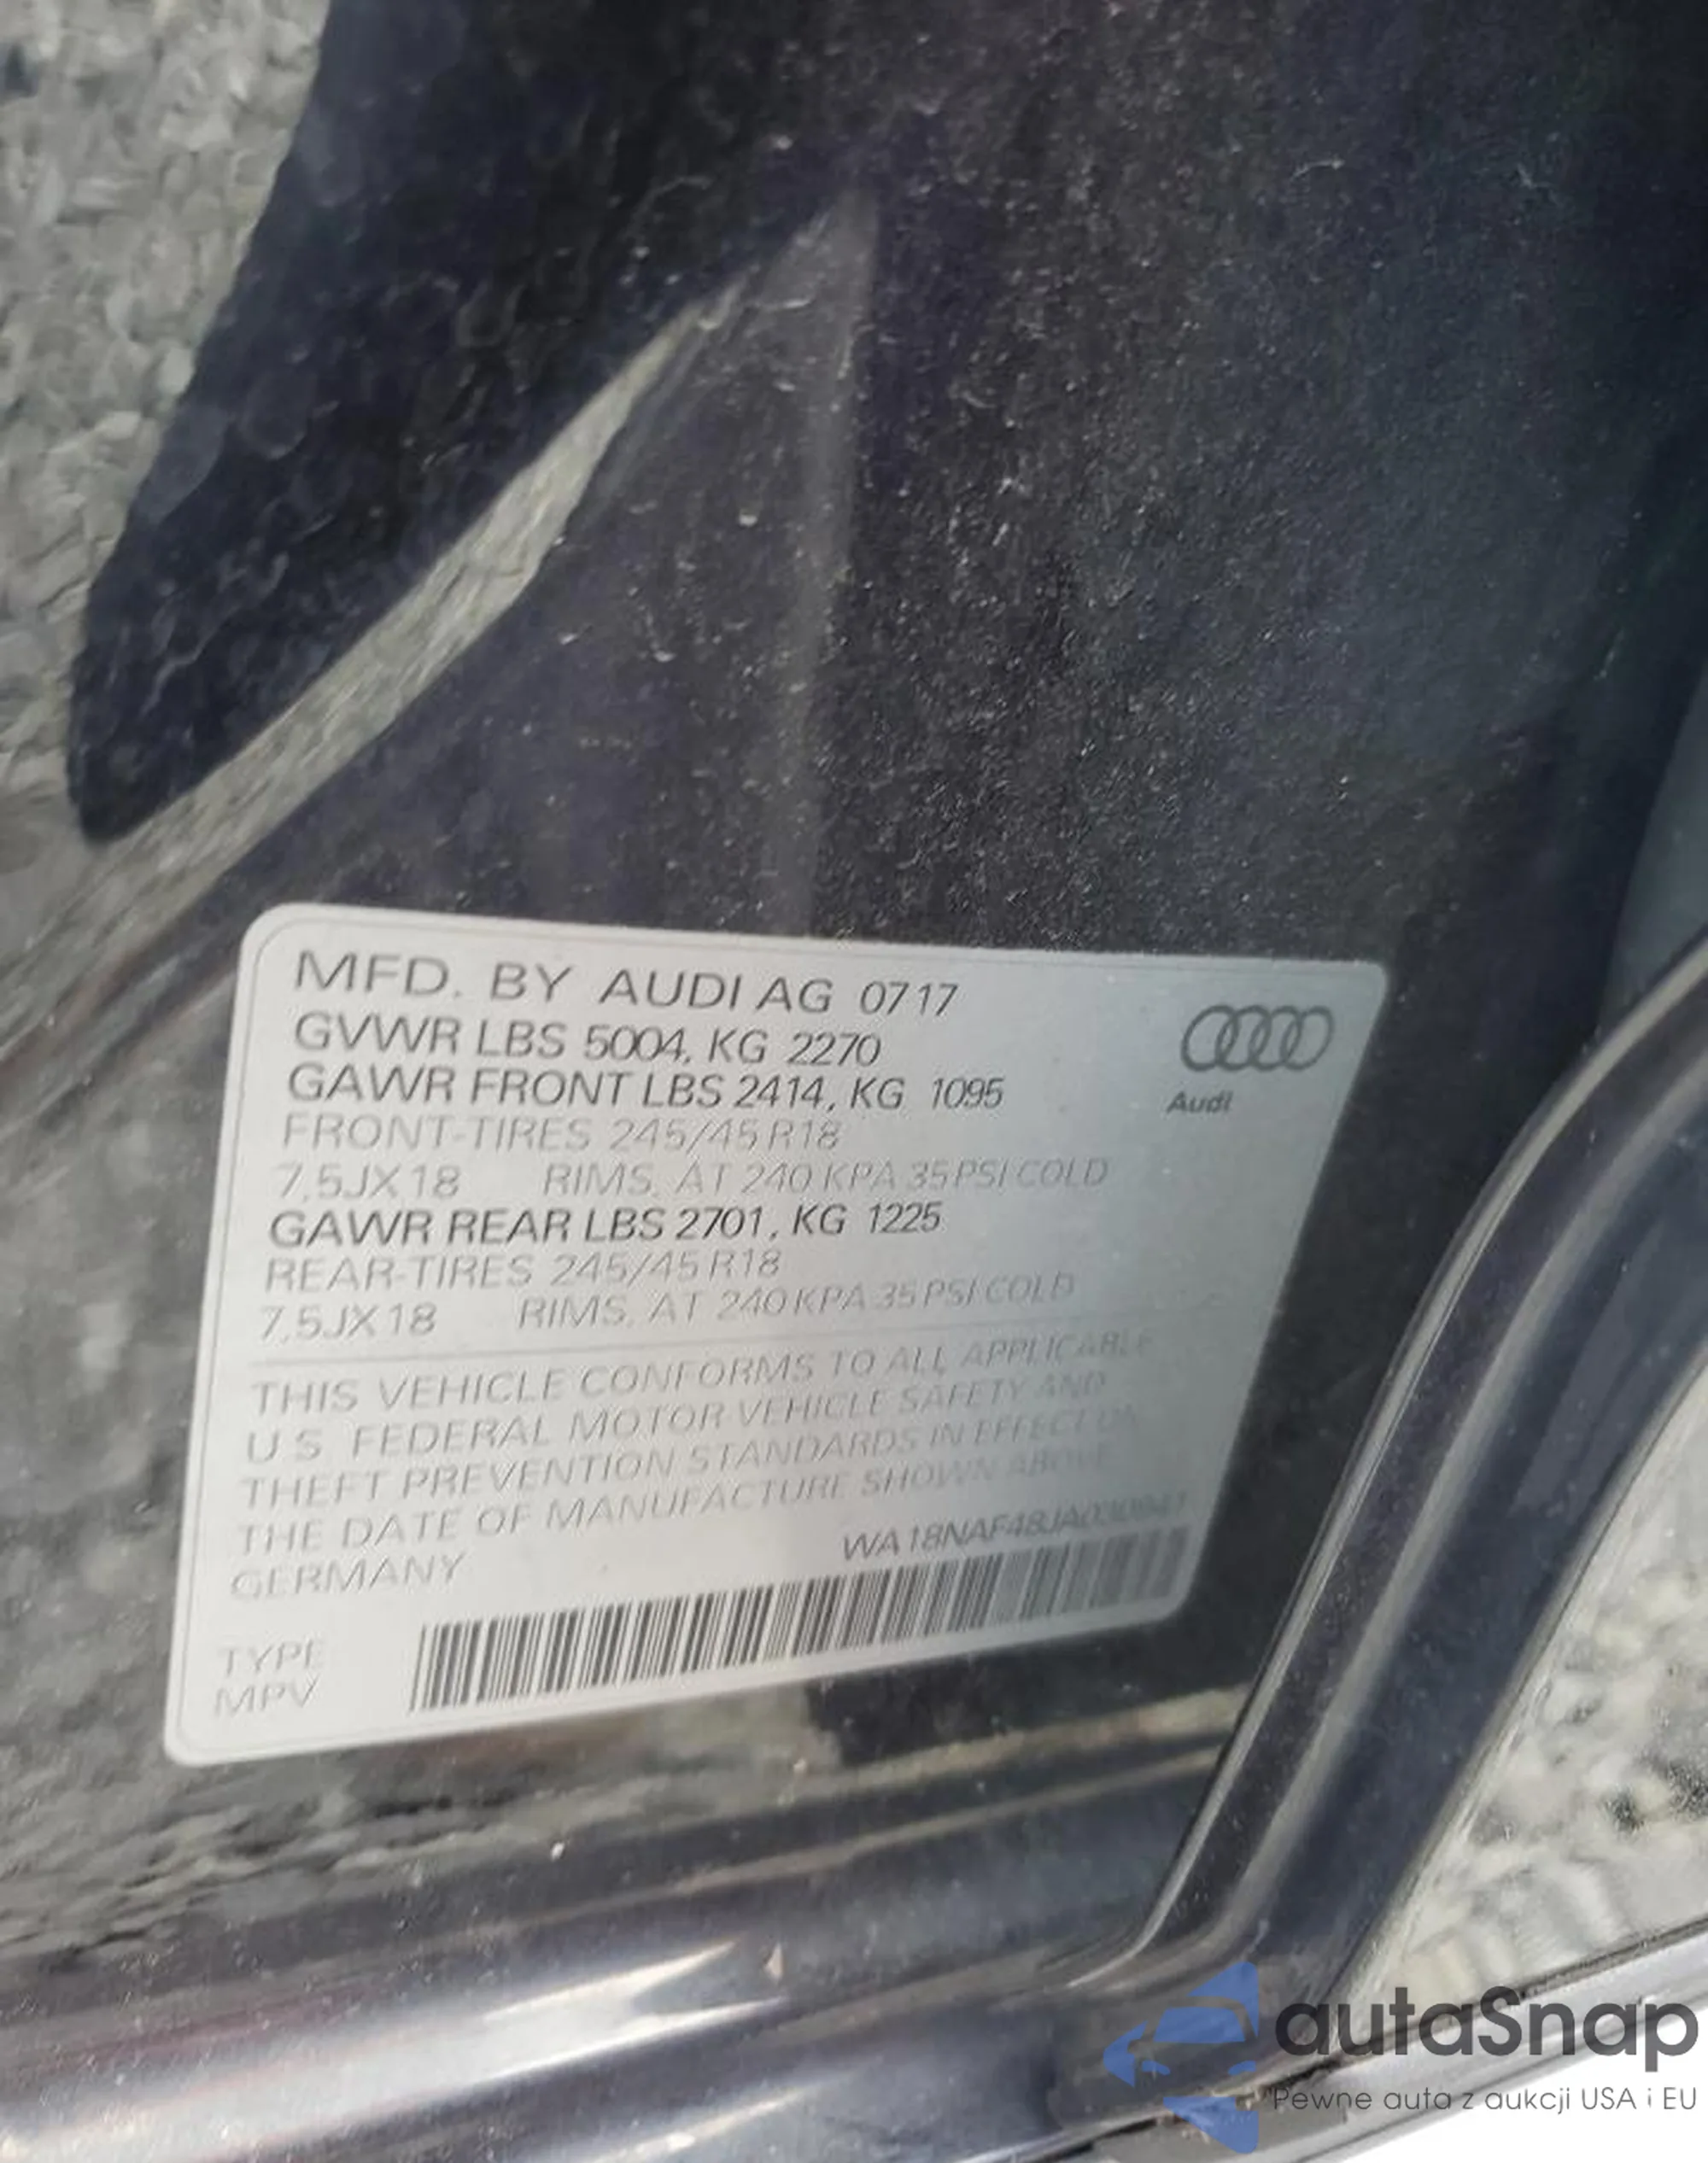 MFD. BY AUDI AG 0717
GVWR LBS 5004, KG 2270
GAWR FRONT LBS 2414, KG 1095
FRONT-TIRES 245/45 R18
7,5JX18 RIMS, AT 240 KPA 35 PSI COLD
GAWR REAR LBS 2701, KG 1225
REAR-TIRES 245/45 R18
7,5JX18 RIMS, AT 240 KPA 35 PSI COLD
Audi
THIS VEHICLE CONFORMS TO ALL APPLICABLE
U S FEDERAL MOTOR VEHICLE SAFETY AND
THEFT PREVENTION STANDARDS IN EFFECT ON
THE DATE OF MANUFACTURE SHOWN ABOVE
GERMANY
TYPE
MPV
autaSnap
Pewne auta z aukcji USA i EU